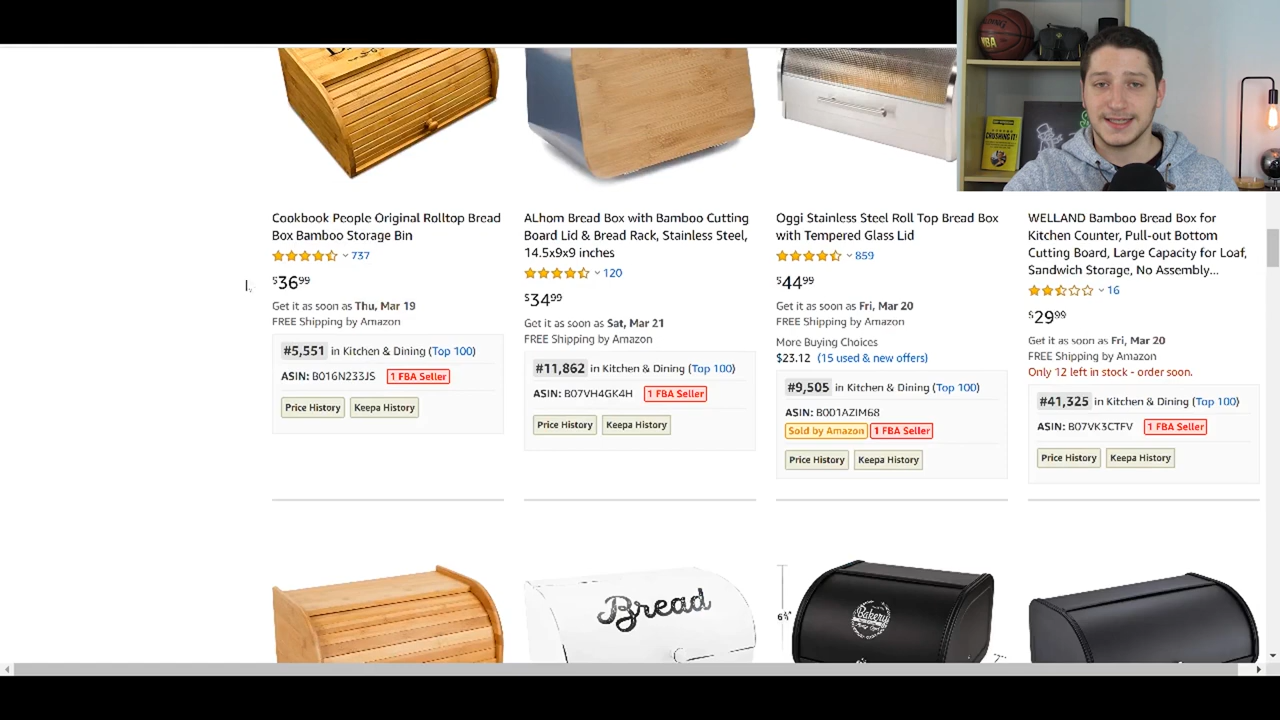 NBA
CRUSHING IT!
Cookbook People Original Rolltop Bread
Box Bamboo Storage Bin
737
$36⁹⁹
Get it as soon as Thu, Mar 19
FREE Shipping by Amazon
#5,551 in Kitchen & Dining (Top 100)
ASIN: B016N233JS 1 FBA Seller
Price History Keepa History
ALhom Bread Box with Bamboo Cutting
Board Lid & Bread Rack, Stainless Steel,
14.5x9x9 inches
120
$34⁹⁹
Get it as soon as Sat, Mar 21
FREE Shipping by Amazon
#11,862 in Kitchen & Dining (Top 100)
ASIN: B07VH4GK4H 1 FBA Seller
Price History Keepa History
Oggi Stainless Steel Roll Top Bread Box
with Tempered Glass Lid
859
$44⁹⁹
Get it as soon as Fri, Mar 20
FREE Shipping by Amazon
More Buying Choices
$23.12 (15 used & new offers)
#9,505 in Kitchen & Dining (Top 100)
ASIN: B001AZIM68
Sold by Amazon 1 FBA Seller
Price History Keepa History
WELLAND Bamboo Bread Box for
Kitchen Counter, Pull-out Bottom
Cutting Board, Large Capacity for Loaf,
Sandwich Storage, No Assembly...
16
$29⁹⁹
Get it as soon as Fri, Mar 20
FREE Shipping by Amazon
Only 12 left in stock - order soon.
#41,325 in Kitchen & Dining (Top 100)
ASIN: B07VK3CTFV 1 FBA Seller
Price History Keepa History
Bread
Bakery